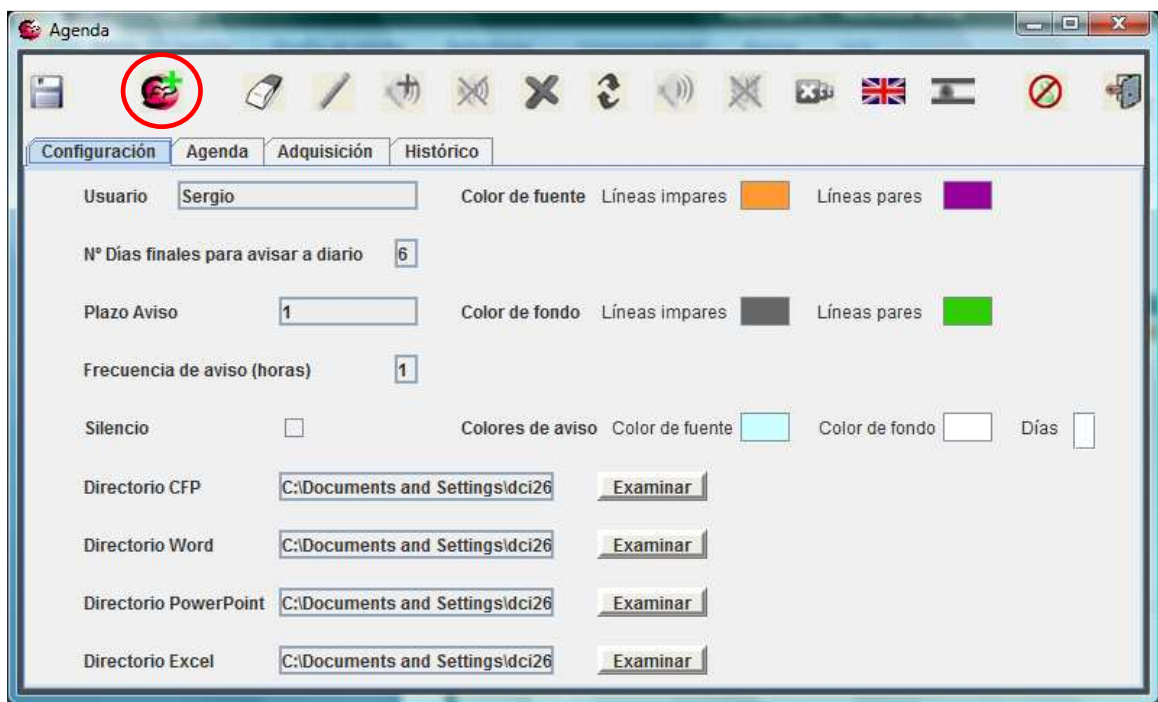 Agenda
Configuración Agenda Adquisición Histórico
Usuario Sergio Color de fuente Líneas impares Líneas pares
Nº Días finales para avisar a diario 6
Plazo Aviso 1 Color de fondo Líneas impares Líneas pares
Frecuencia de aviso (horas) 1
Silencio Colores de aviso Color de fuente Color de fondo Días
Directorio CFP C:\Documents and Settings\dci26 Examinar
Directorio Word C:\Documents and Settings\dci26 Examinar
Directorio PowerPoint C:\Documents and Settings\dci26 Examinar
Directorio Excel C:\Documents and Settings\dci26 Examinar